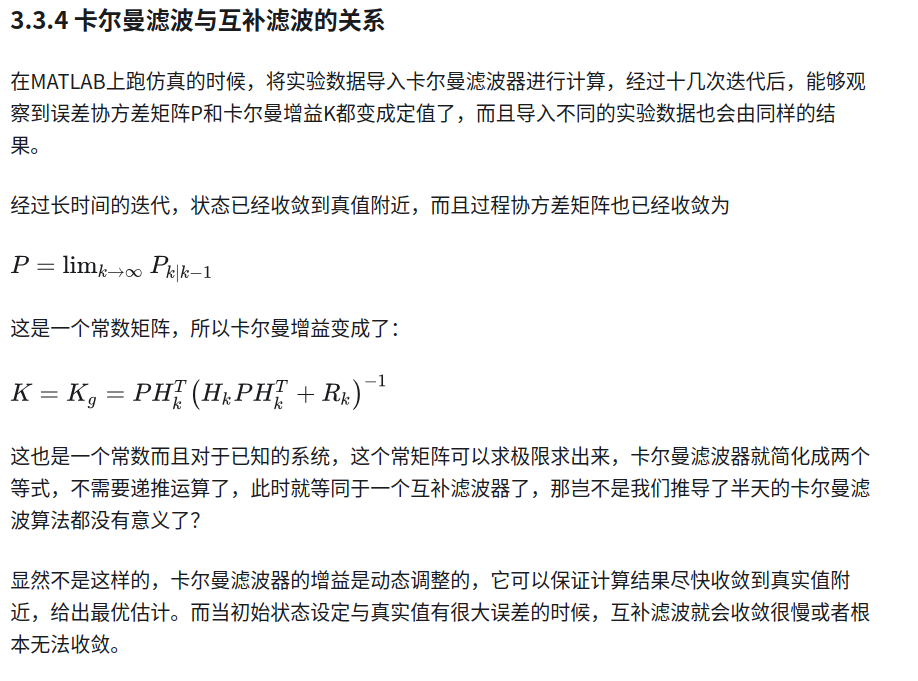 3.3.4 卡尔曼滤波与互补滤波的关系
在MATLAB上跑仿真的时候，将实验数据导入卡尔曼滤波器进行计算，经过十几次迭代后，能够观
察到误差协方差矩阵P和卡尔曼增益K都变成定值了，而且导入不同的实验数据也会由同样的结
果。
经过长时间的迭代，状态已经收敛到真值附近，而且过程协方差矩阵也已经收敛为
P = lim_{k→∞} P_{k|k−1}
这是一个常数矩阵，所以卡尔曼增益变成了：
K = K_g = PH_k^T (H_k PH_k^T + R_k)^{−1}
这也是一个常数而且对于已知的系统，这个常矩阵可以求极限求出来，卡尔曼滤波器就简化成两个
等式，不需要递推运算了，此时就等同于一个互补滤波器了，那岂不是我们推导了半天的卡尔曼滤
波算法都没有意义了？
显然不是这样的，卡尔曼滤波器的增益是动态调整的，它可以保证计算结果尽快收敛到真实值附
近，给出最优估计。而当初始状态设定与真实值有很大误差的时候，互补滤波就会收敛很慢或者根
本无法收敛。